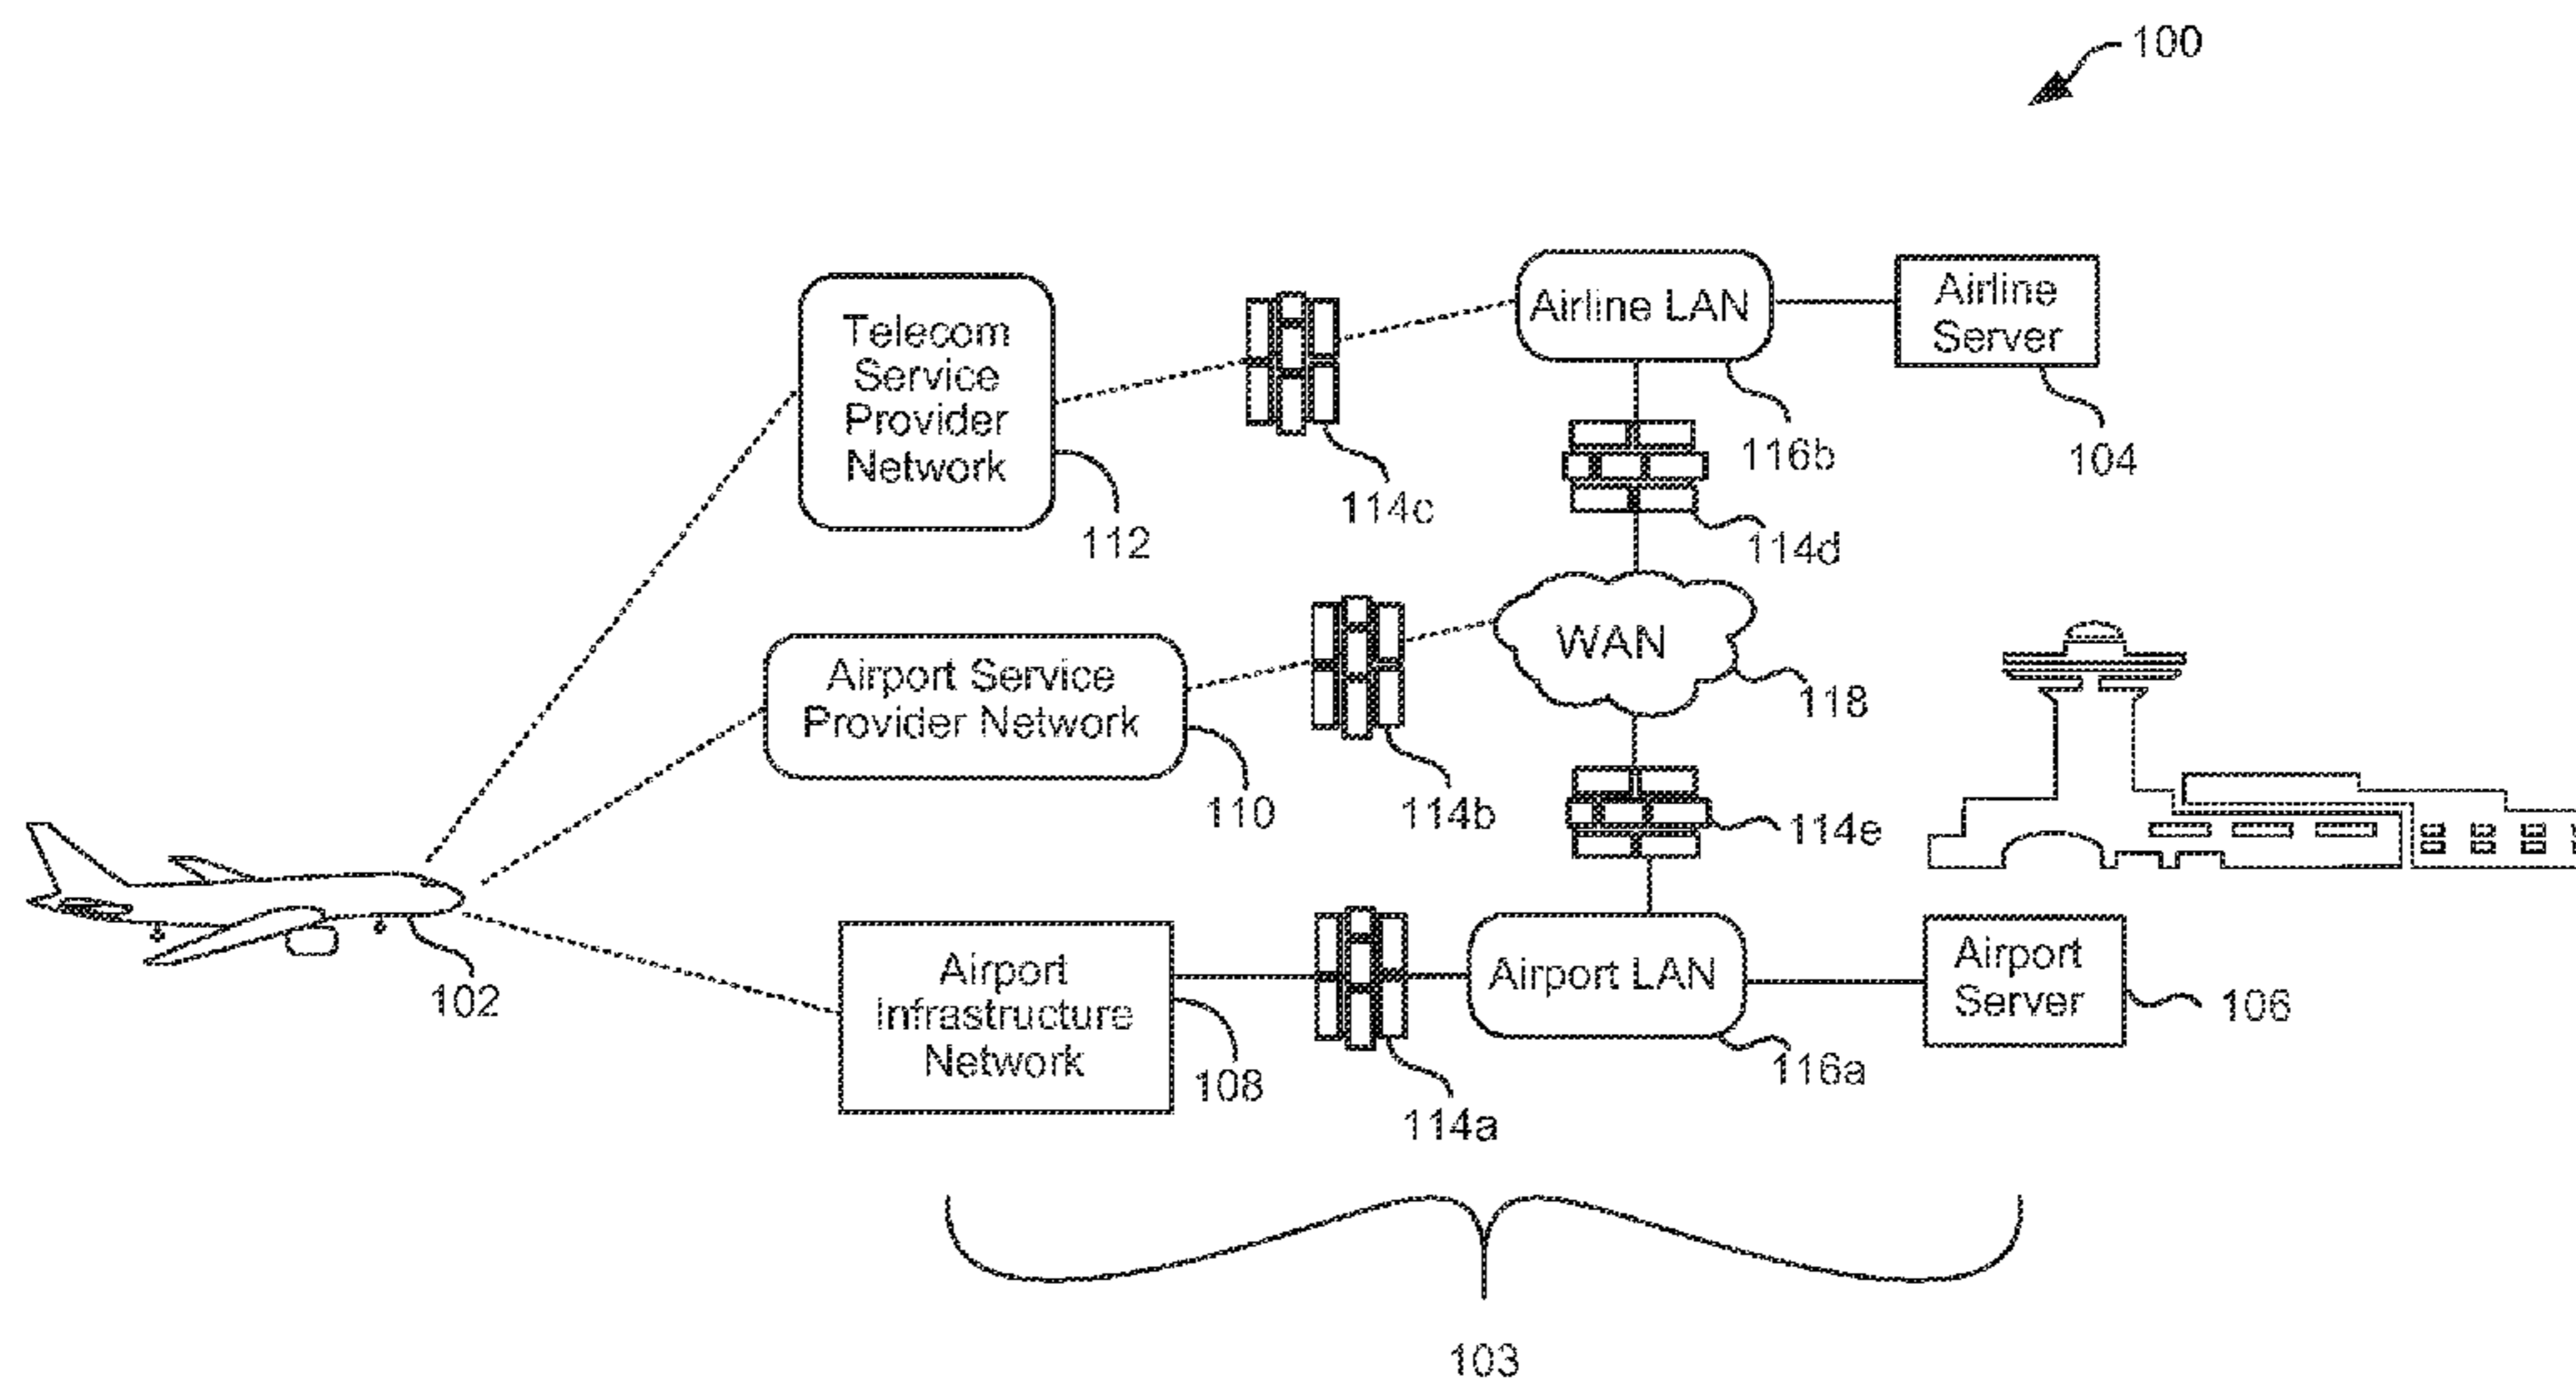 100
Telecom
Service
Provider
Network
112
114c
Airline LAN
116b
Airline
Server
104
114d
Airport Service
Provider Network
110
114b
WAN
118
114e
102
Airport
Infrastructure
Network
108
114a
Airport LAN
116a
Airport
Server
106
103